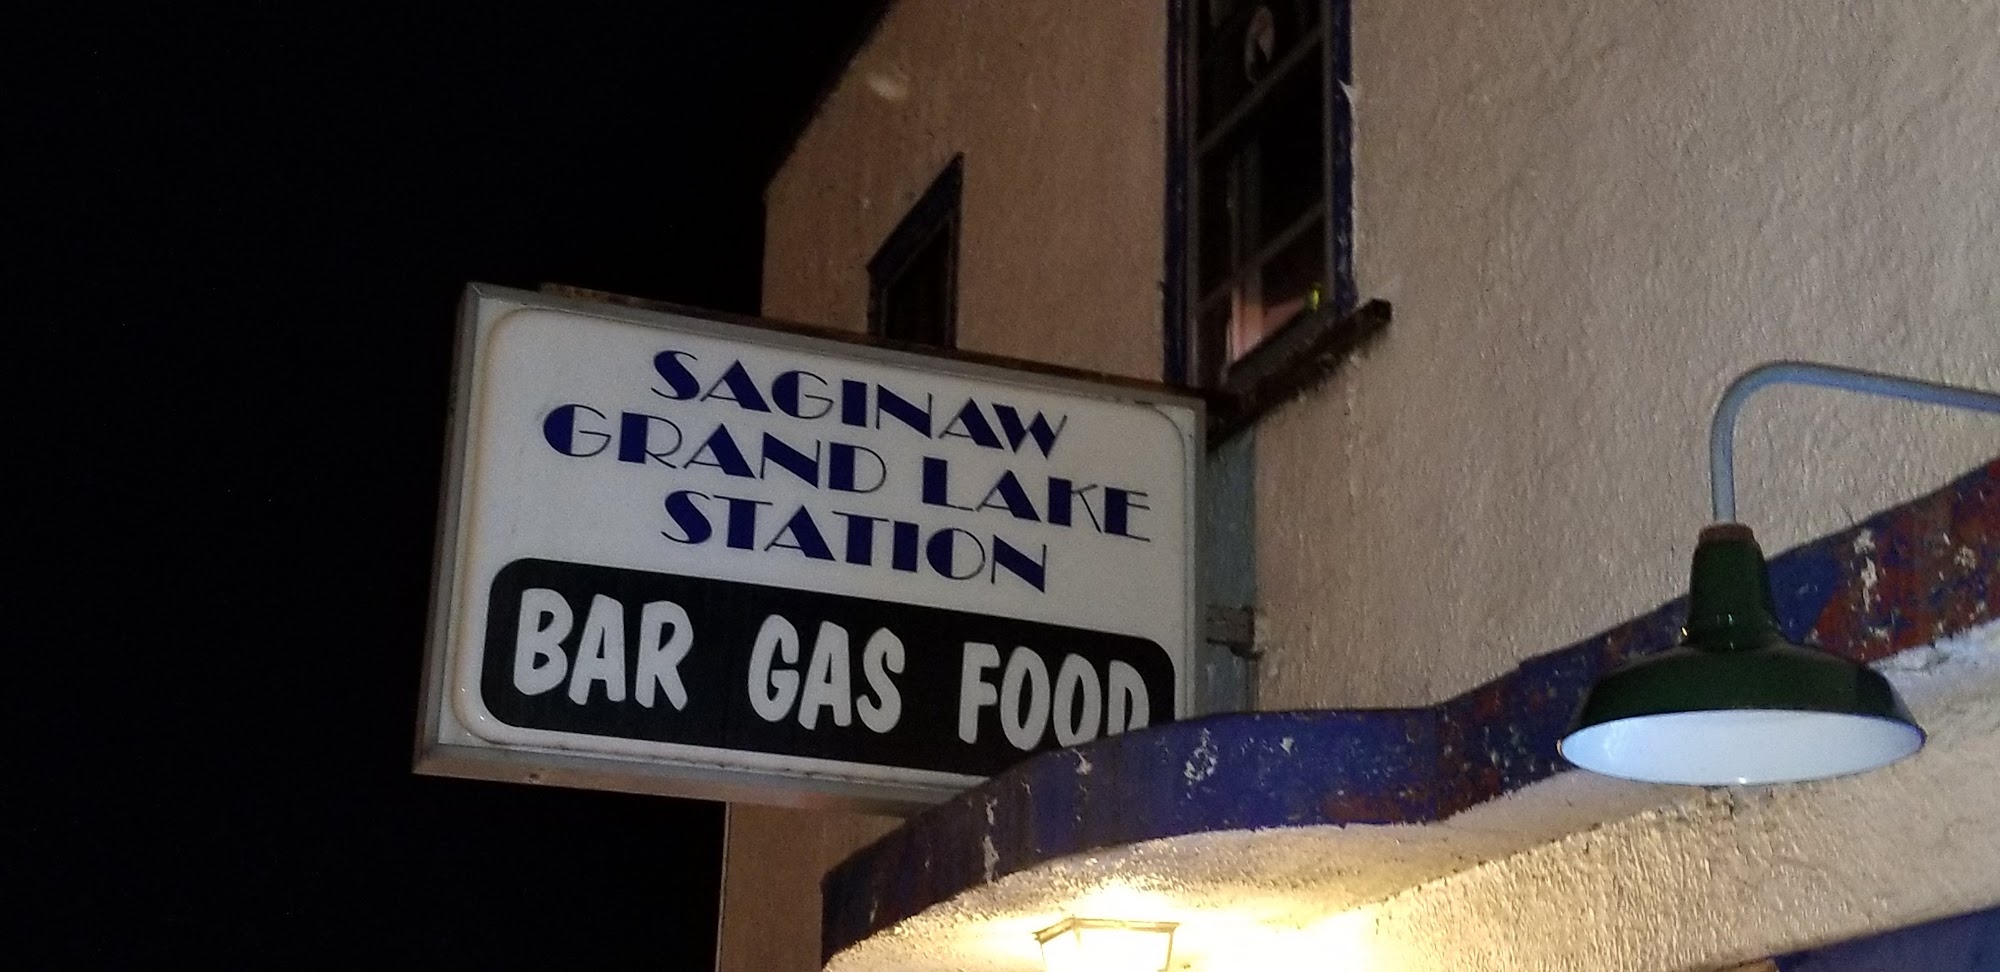 SAGINAW
GRAND LAKE
STATION
BAR GAS FOOD